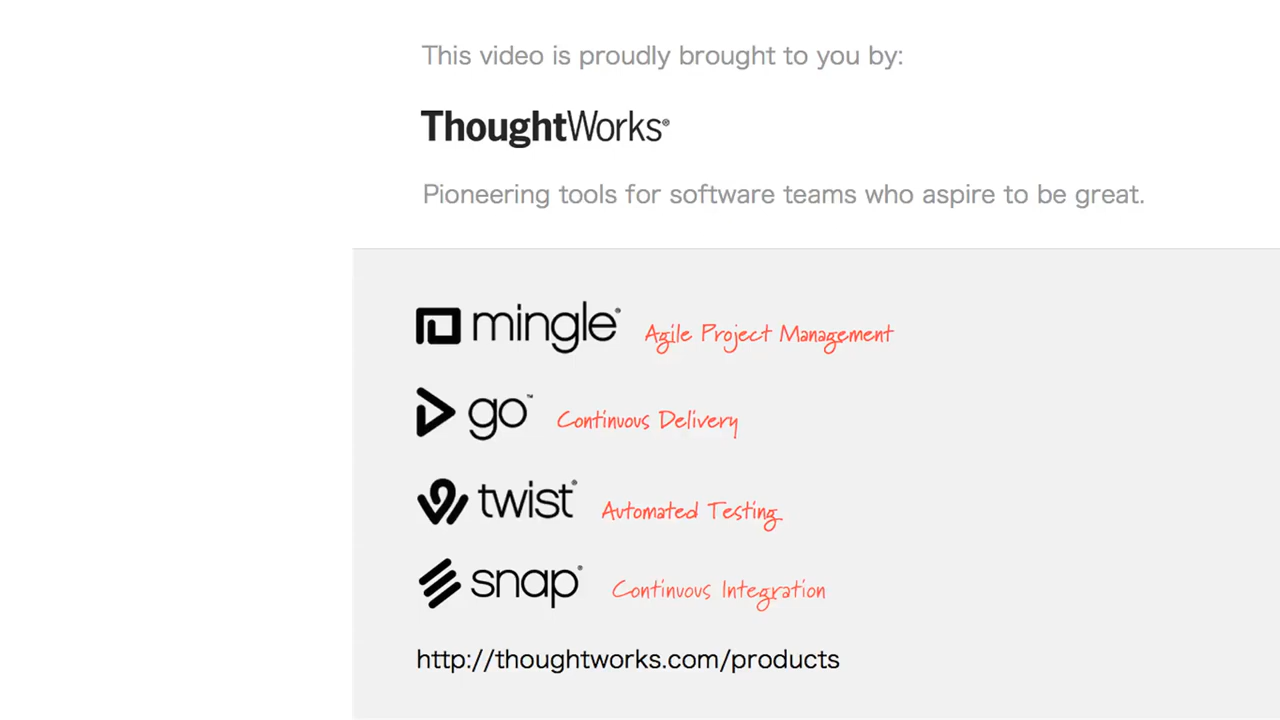 This video is proudly brought to you by:
ThoughtWorks®
Pioneering tools for software teams who aspire to be great.
mingle® Agile Project Management
go™ Continuous Delivery
twist® Automated Testing
snap® Continuous Integration
http://thoughtworks.com/products